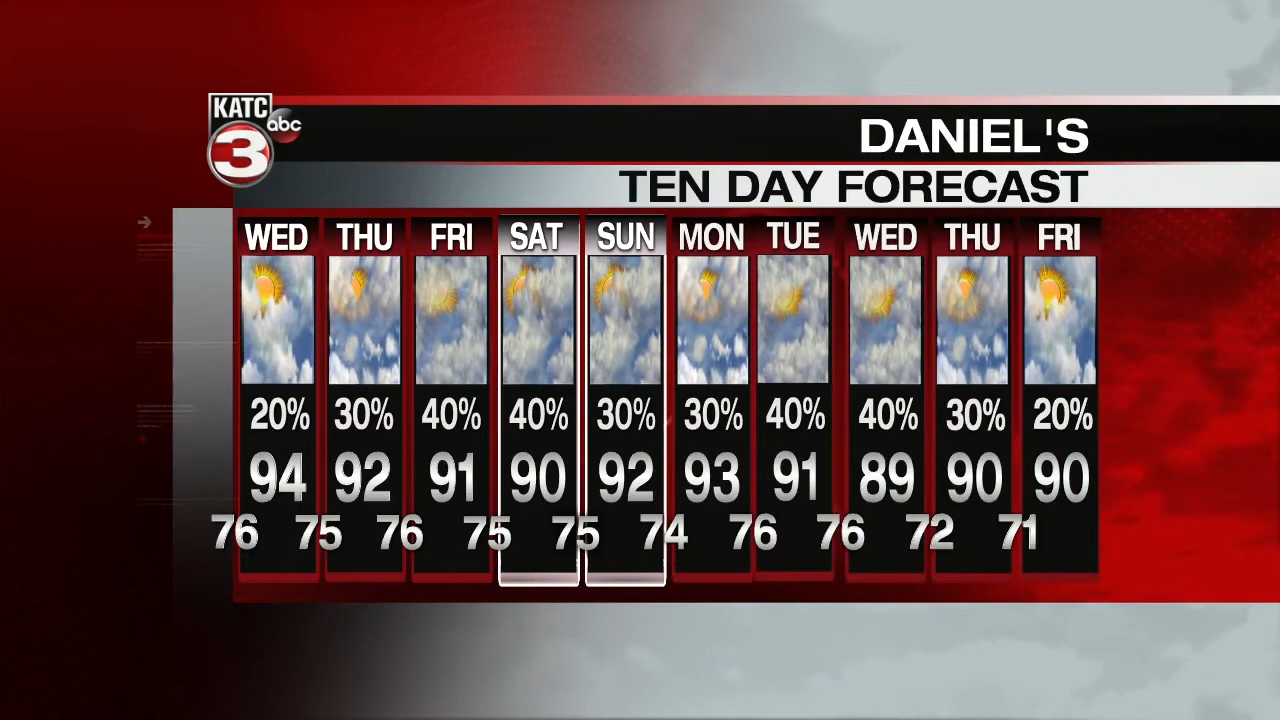 KATC
abc
3
DANIEL'S
TEN DAY FORECAST
WED THU FRI SAT SUN MON TUE WED THU FRI
20% 30% 40% 40% 30% 30% 40% 40% 30% 20%
94 92 91 90 92 93 91 89 90 90
76 75 76 75 75 74 76 76 72 71